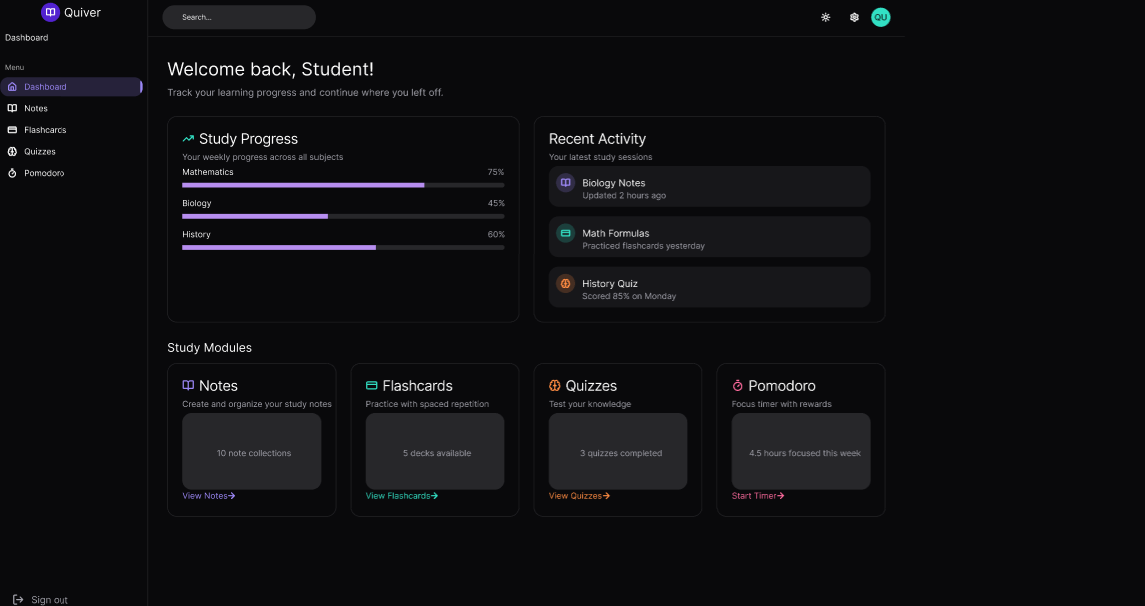 Quiver
Search...
QU
Dashboard
Menu
Dashboard
Notes
Flashcards
Quizzes
Pomodoro
Sign out
Welcome back, Student!
Track your learning progress and continue where you left off.
Study Progress
Your weekly progress across all subjects
Mathematics 75%
Biology 45%
History 60%
Recent Activity
Your latest study sessions
Biology Notes
Updated 2 hours ago
Math Formulas
Practiced flashcards yesterday
History Quiz
Scored 85% on Monday
Study Modules
Notes
Create and organize your study notes
10 note collections
View Notes→
Flashcards
Practice with spaced repetition
5 decks available
View Flashcards→
Quizzes
Test your knowledge
3 quizzes completed
View Quizzes→
Pomodoro
Focus timer with rewards
4.5 hours focused this week
Start Timer→